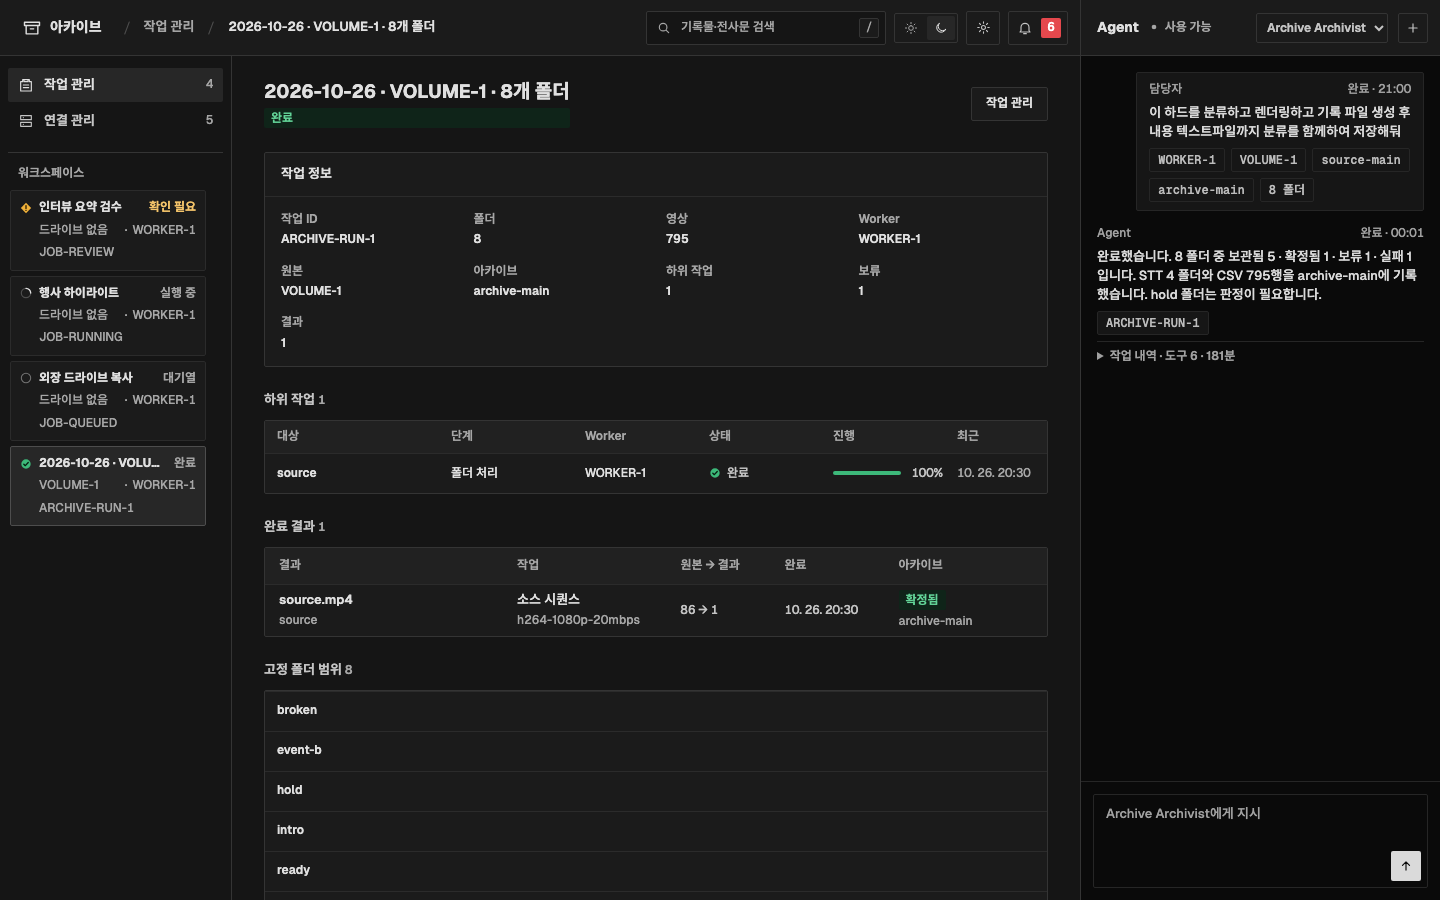 아카이브 / 작업 관리 / 2026-10-26 · VOLUME-1 · 8개 폴더
기록물·전사문 검색 /
6
Agent • 사용 가능
Archive Archivist
+
작업 관리 4
연결 관리 5
워크스페이스
인터뷰 요약 검수 확인 필요
드라이브 없음 · WORKER-1
JOB-REVIEW
행사 하이라이트 실행 중
드라이브 없음 · WORKER-1
JOB-RUNNING
외장 드라이브 복사 대기열
드라이브 없음 · WORKER-1
JOB-QUEUED
2026-10-26 · VOLU... 완료
VOLUME-1 · WORKER-1
ARCHIVE-RUN-1
2026-10-26 · VOLUME-1 · 8개 폴더
완료
작업 관리
작업 정보
작업 ID 폴더 영상 Worker
ARCHIVE-RUN-1 8 795 WORKER-1
원본 아카이브 하위 작업 보류
VOLUME-1 archive-main 1 1
결과
1
하위 작업 1
대상 단계 Worker 상태 진행 최근
source 폴더 처리 WORKER-1 완료 100% 10. 26. 20:30
완료 결과 1
결과 작업 원본 → 결과 완료 아카이브
source.mp4 소스 시퀀스 86 → 1 10. 26. 20:30 확정됨
source h264-1080p-20mbps archive-main
고정 폴더 범위 8
broken
event-b
hold
intro
ready
담당자 완료 · 21:00
이 하드를 분류하고 렌더링하고 기록 파일 생성 후
내용 텍스트파일까지 분류를 함께하여 저장해둬
WORKER-1 VOLUME-1 source-main
archive-main 8 폴더
Agent 완료 · 00:01
완료했습니다. 8 폴더 중 보관됨 5 · 확정됨 1 · 보류 1 · 실패 1
입니다. STT 4 폴더와 CSV 795행을 archive-main에 기록
했습니다. hold 폴더는 판정이 필요합니다.
ARCHIVE-RUN-1
▶ 작업 내역 · 도구 6 · 181분
Archive Archivist에게 지시